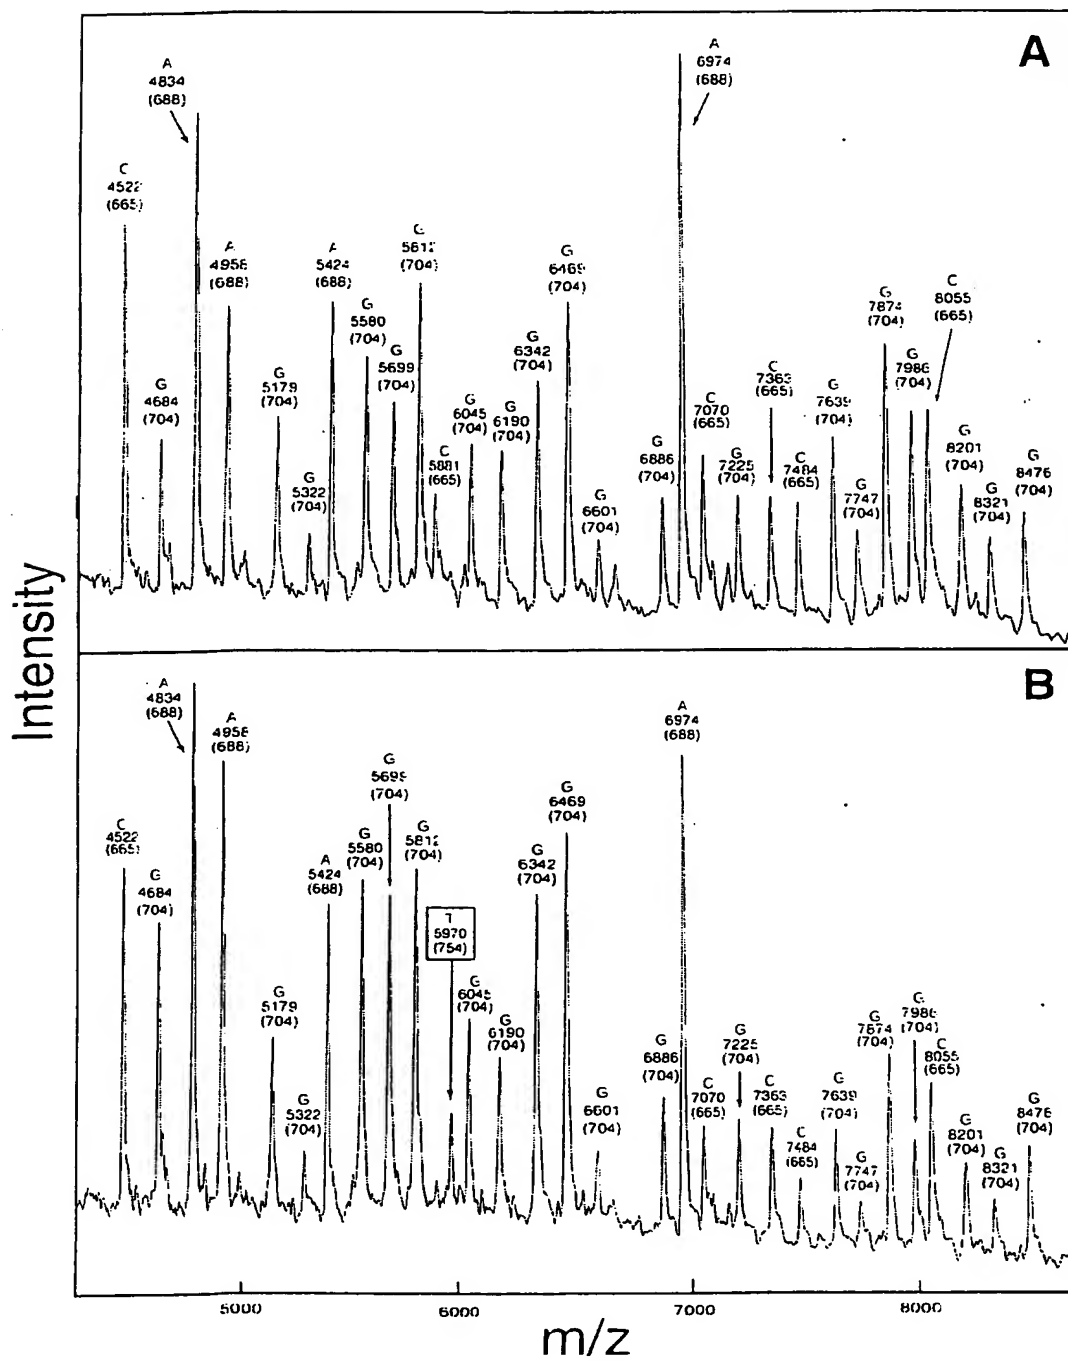 A
A
4834
(688)
A
6974
(688)
C
4522
(665)
A
4958
(688)
A
5424
(688)
G
5812
(704)
G
6469
(704)
C
8055
(665)
G
7874
(704)
G
5580
(704)
G
5699
(704)
G
6342
(704)
C
7363
(665)
G
7986
(704)
G
4684
(704)
G
5179
(704)
G
6045
(704)
G
6190
(704)
C
7070
(665)
G
7639
(704)
G
8201
(704)
G
8476
(704)
G
5322
(704)
C
5881
(665)
G
6601
(704)
G
6886
(704)
G
7225
(704)
C
7484
(665)
G
7747
(704)
G
8321
(704)
Intensity
B
A
4834
(688)
A
4958
(688)
A
6974
(688)
G
5699
(704)
G
6469
(704)
C
4522
(665)
G
4684
(704)
A
5424
(688)
G
5580
(704)
G
5812
(704)
G
6342
(704)
T
5970
(754)
G
5179
(704)
G
6045
(704)
G
6190
(704)
G
5322
(704)
G
6601
(704)
G
6886
(704)
C
7070
(665)
G
7225
(704)
C
7363
(665)
C
7484
(665)
G
7639
(704)
G
7747
(704)
G
7874
(704)
G
7986
(704)
C
8055
(665)
G
8201
(704)
G
8321
(704)
G
8476
(704)
5000
6000
7000
8000
m/z